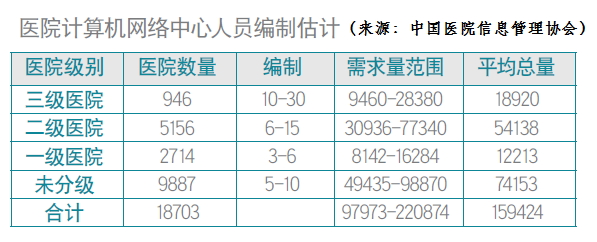 医院计算机网络中心人员编制估计(来源：中国医院信息管理协会)
医院级别 医院数量 编制 需求量范围 平均总量
三级医院 946 10-30 9460-28380 18920
二级医院 5156 6-15 30936-77340 54138
一级医院 2714 3-6 8142-16284 12213
未分级 9887 5-10 49435-98870 74153
合计 18703 97973-220874 159424